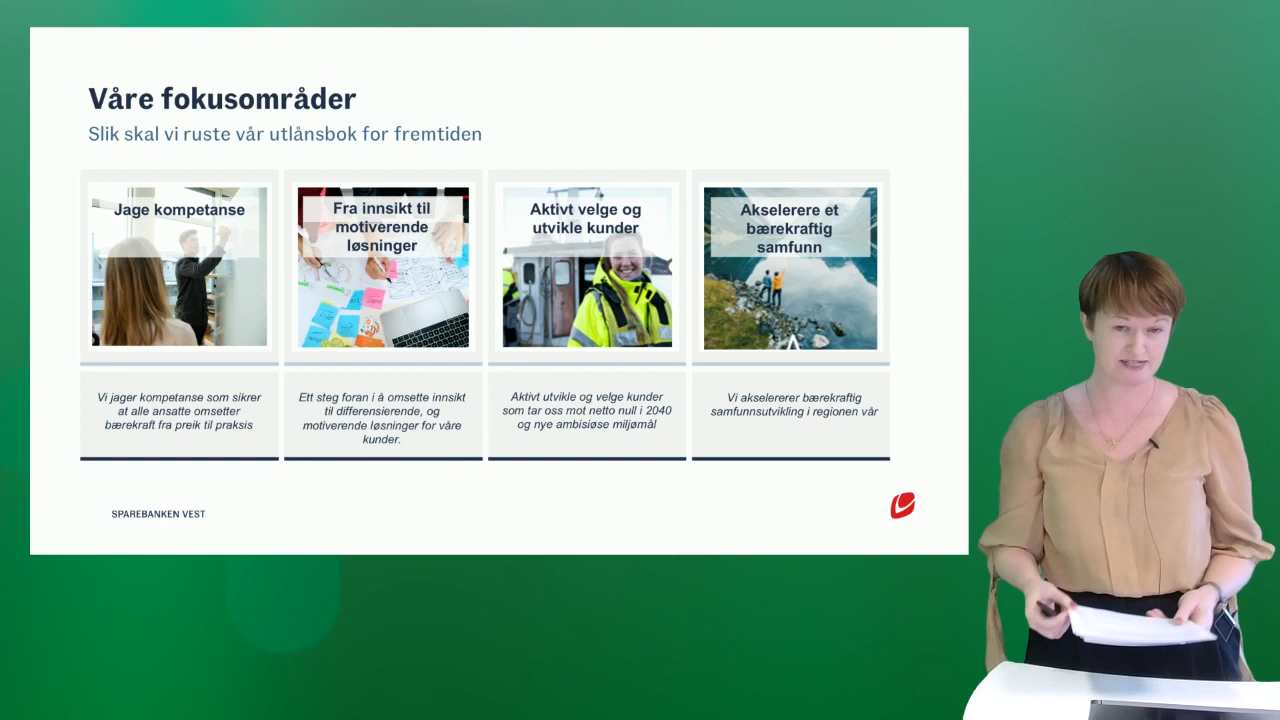 Våre fokusområder
Slik skal vi ruste vår utlånsbok for fremtiden
Jage kompetanse
Fra innsikt til
motiverende
løsninger
Aktivt velge og
utvikle kunder
Akselerere et
bærekraftig
samfunn
Vi jager kompetanse som sikrer
at alle ansatte omsetter
bærekraft fra preik til praksis
Ett steg foran i å omsette innsikt
til differensierende, og
motiverende løsninger for våre
kunder.
Aktivt utvikle og velge kunder
som tar oss mot netto null i 2040
og nye ambisiøse miljømål
Vi akselererer bærekraftig
samfunnsutvikling i regionen vår
SPAREBANKEN VEST